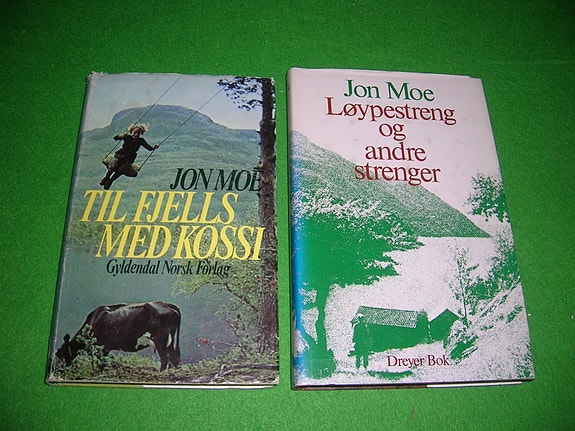 JON MOE
TIL FJELLS
MED KOSSI
Gyldendal Norsk Forlag
Jon Moe
Løypestreng
og
andre
strenger
Dreyer Bok